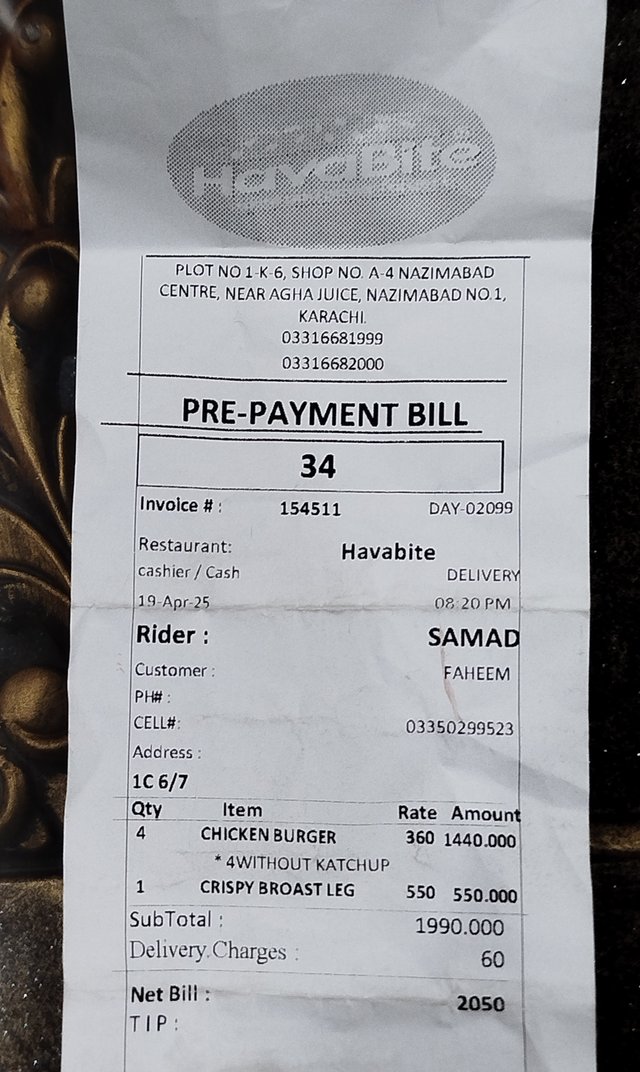 HavaBite
PLOT NO 1-K-6, SHOP NO. A-4 NAZIMABAD
CENTRE, NEAR AGHA JUICE, NAZIMABAD NO.1,
KARACHI.
03316681999
03316682000
PRE-PAYMENT BILL
34
Invoice # : 154511 DAY-02099
Restaurant: Havabite
cashier / Cash DELIVERY
19-Apr-25 08:20 PM
Rider : SAMAD
Customer : FAHEEM
PH# :
CELL#: 03350299523
Address :
1C 6/7
Qty Item Rate Amount
4 CHICKEN BURGER 360 1440.000
* 4WITHOUT KATCHUP
1 CRISPY BROAST LEG 550 550.000
SubTotal : 1990.000
Delivery Charges : 60
Net Bill : 2050
TIP :